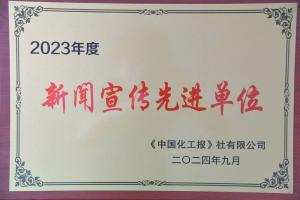 2023年度
新闻宣传先进单位
《中国化工报》社有限公司
二〇二四年九月